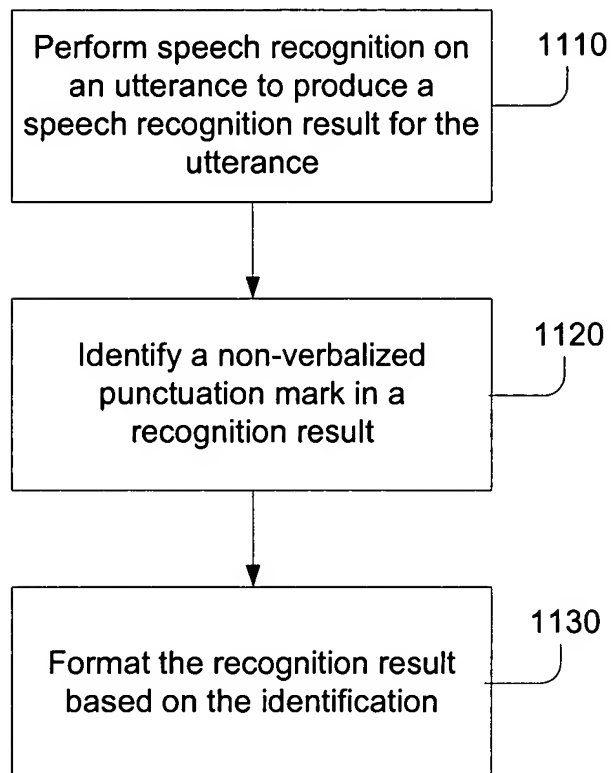 Perform speech recognition on
an utterance to produce a
speech recognition result for the
utterance
1110
Identify a non-verbalized
punctuation mark in a
recognition result
1120
Format the recognition result
based on the identification
1130